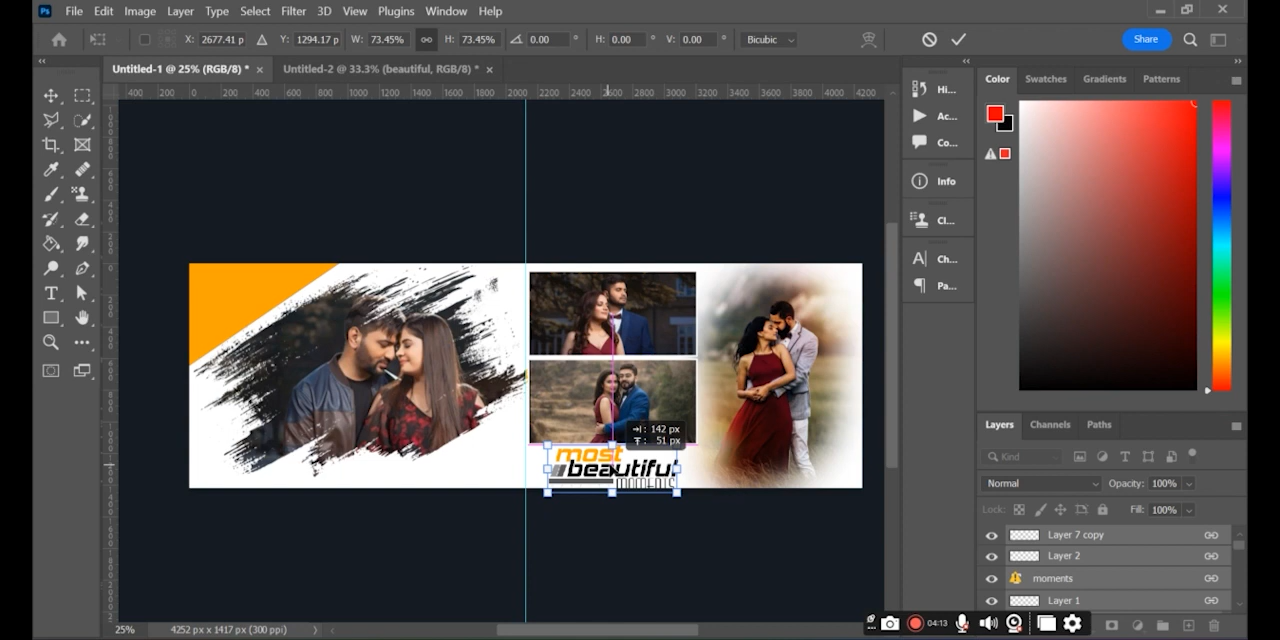 Ps File Edit Image Layer Type Select Filter 3D View Plugins Window Help
X: 2677.41 p Y: 1294.17 p W: 73.45% H: 73.45% 0.00 ° H: 0.00 ° V: 0.00 ° Bicubic Share
Untitled-1 @ 25% (RGB/8) * × Untitled-2 @ 33.3% (beautiful, RGB/8) * ×
400 200 0 200 400 600 800 1000 1200 1400 1600 1800 2000 2200 2400 2600 2800 3000 3200 3400 3600 3800 4000 4200
Hi...
Ac...
Co...
Info
Cl...
Ch...
Pa...
Color Swatches Gradients Patterns
142 px
51 px
most
beautiful
MOMENTS
Layers Channels Paths
Kind
Normal Opacity: 100%
Lock: Fill: 100%
Layer 7 copy
Layer 2
moments
Layer 1
04:13
25% 4252 px x 1417 px (300 ppi)